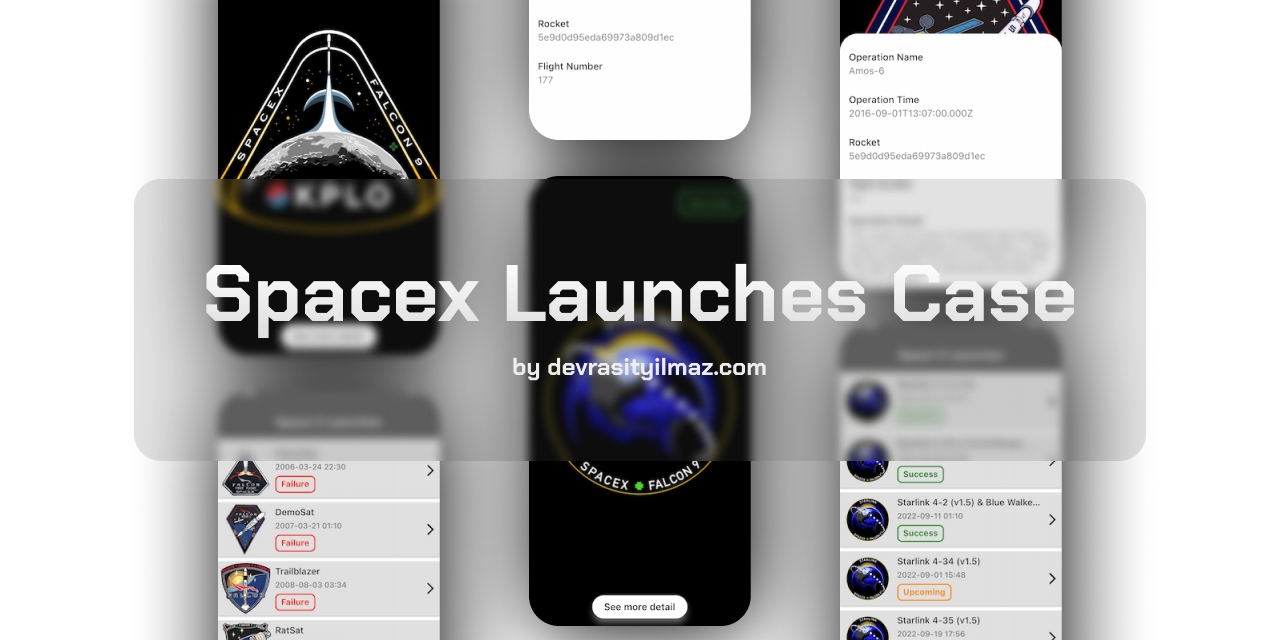 SPACEX
FALCON 9
KPLO
Rocket
5e9d0d95eda69973a809d1ec
Flight Number
177
Operation Name
Amos-6
Operation Time
2016-09-01T13:07:00.000Z
Rocket
5e9d0d95eda69973a809d1ec
Spacex Launches Case
by devrasityilmaz.com
2006-03-24 22:30
Failure
DemoSat
2007-03-21 01:10
Failure
Trailblazer
2008-08-03 03:34
Failure
RatSat
SPACEX FALCON 9
See more detail
Success
Starlink 4-2 (v1.5) & Blue Walke...
2022-09-11 01:10
Success
Starlink 4-34 (v1.5)
2022-09-01 15:48
Upcoming
Starlink 4-35 (v1.5)
2022-09-19 17:56